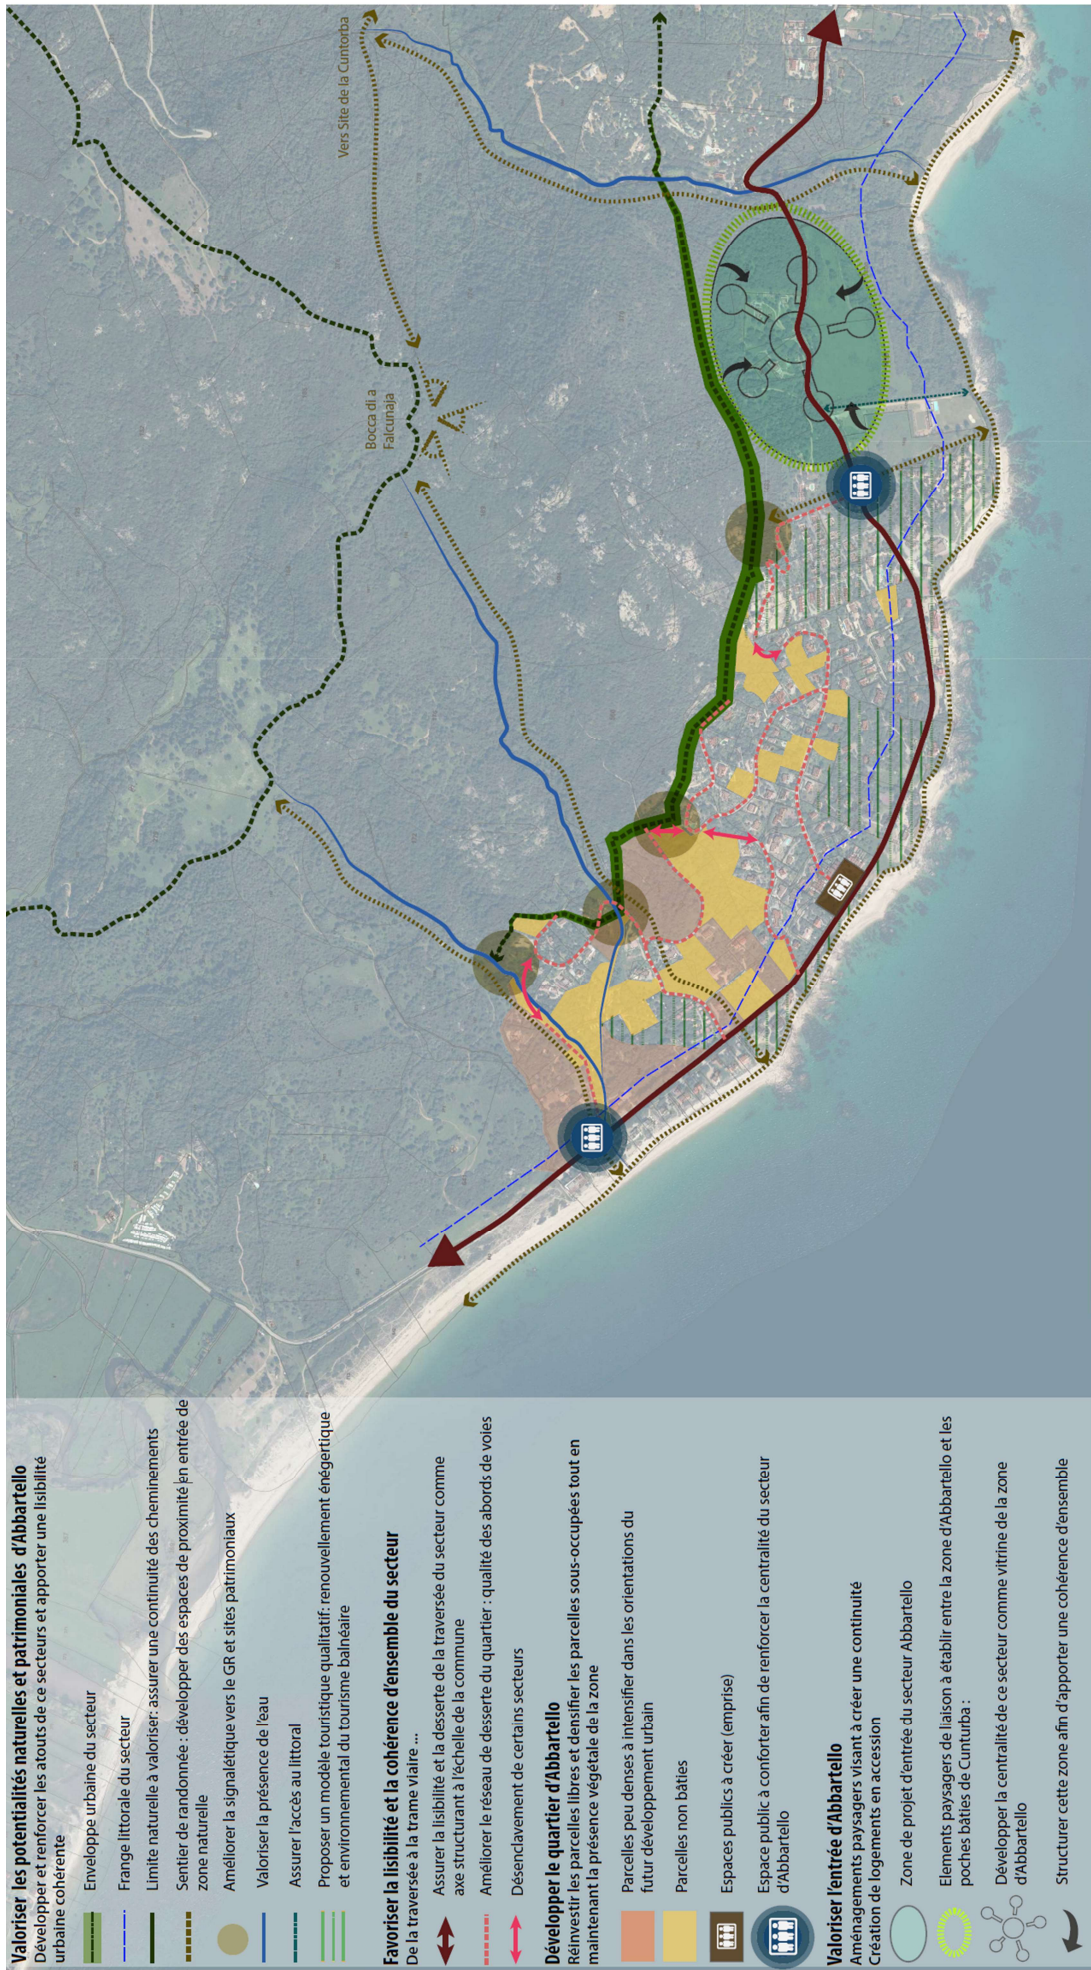 Valoriser les potentialités naturelles et patrimoniales d'Abbartello
Développer et renforcer les atouts de ce secteurs et apporter une lisibilité
urbaine cohérente
Enveloppe urbaine du secteur
Frange littorale du secteur
Limite naturelle à valoriser: assurer une continuité des cheminements
Sentier de randonnée : développer des espaces de proximité en entrée de
zone naturelle
Améliorer la signalétique vers le GR et sites patrimoniaux
Valoriser la présence de l'eau
Assurer l'accès au littoral
Proposer un modèle touristique qualitatif: renouvellement énégertique
et environnemental du tourisme balnéaire
Favoriser la lisibilité et la cohérence d'ensemble du secteur
De la traversée à la trame viaire ...
Assurer la lisibilité et la desserte de la traversée du secteur comme
axe structurant à l'échelle de la commune
Améliorer le réseau de desserte du quartier : qualité des abords de voies
Désenclavement de certains secteurs
Développer le quartier d'Abbartello
Réinvestir les parcelles libres et densifier les parcelles sous-occupées tout en
maintenant la présence végétale de la zone
Parcelles peu denses à intensifier dans les orientations du
futur développement urbain
Parcelles non bâties
Espaces publics à créer (emprise)
Espace public à conforter afin de renforcer la centralité du secteur
d'Abbartello
Valoriser l'entrée d'Abbartello
Aménagements paysagers visant à créer une continuité
Création de logements en accession
Zone de projet d'entrée du secteur Abbartello
Elements paysagers de liaison à établir entre la zone d'Abbartello et les
poches bâties de Cunturba :
Développer la centralité de ce secteur comme vitrine de la zone
d'Abbartello
Structurer cette zone afin d'apporter une cohérence d'ensemble
Bocca di a
Falcunaja
Vers Site de la Cuntorba